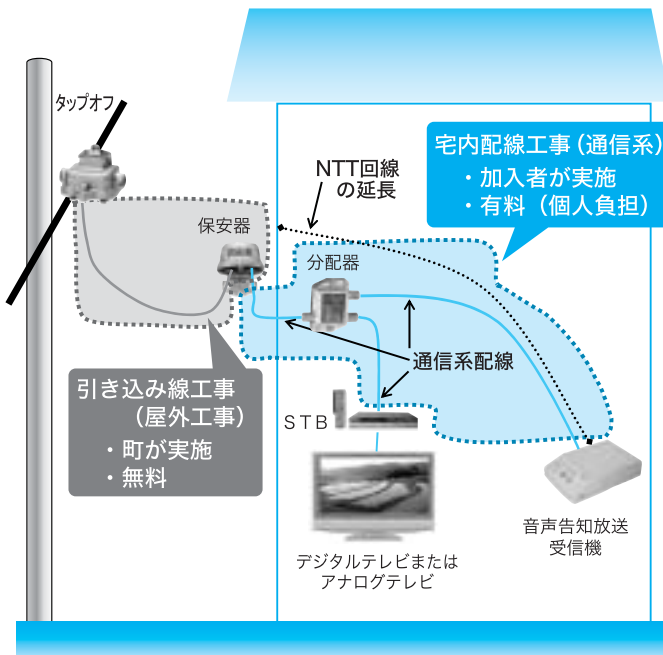 タップオフ
宅内配線工事（通信系）
・加入者が実施
・有料（個人負担）
NTT回線
の延長
保安器
分配器
通信系配線
引き込み線工事
（屋外工事）
・町が実施
・無料
STB
音声告知放送
受信機
デジタルテレビまたは
アナログテレビ